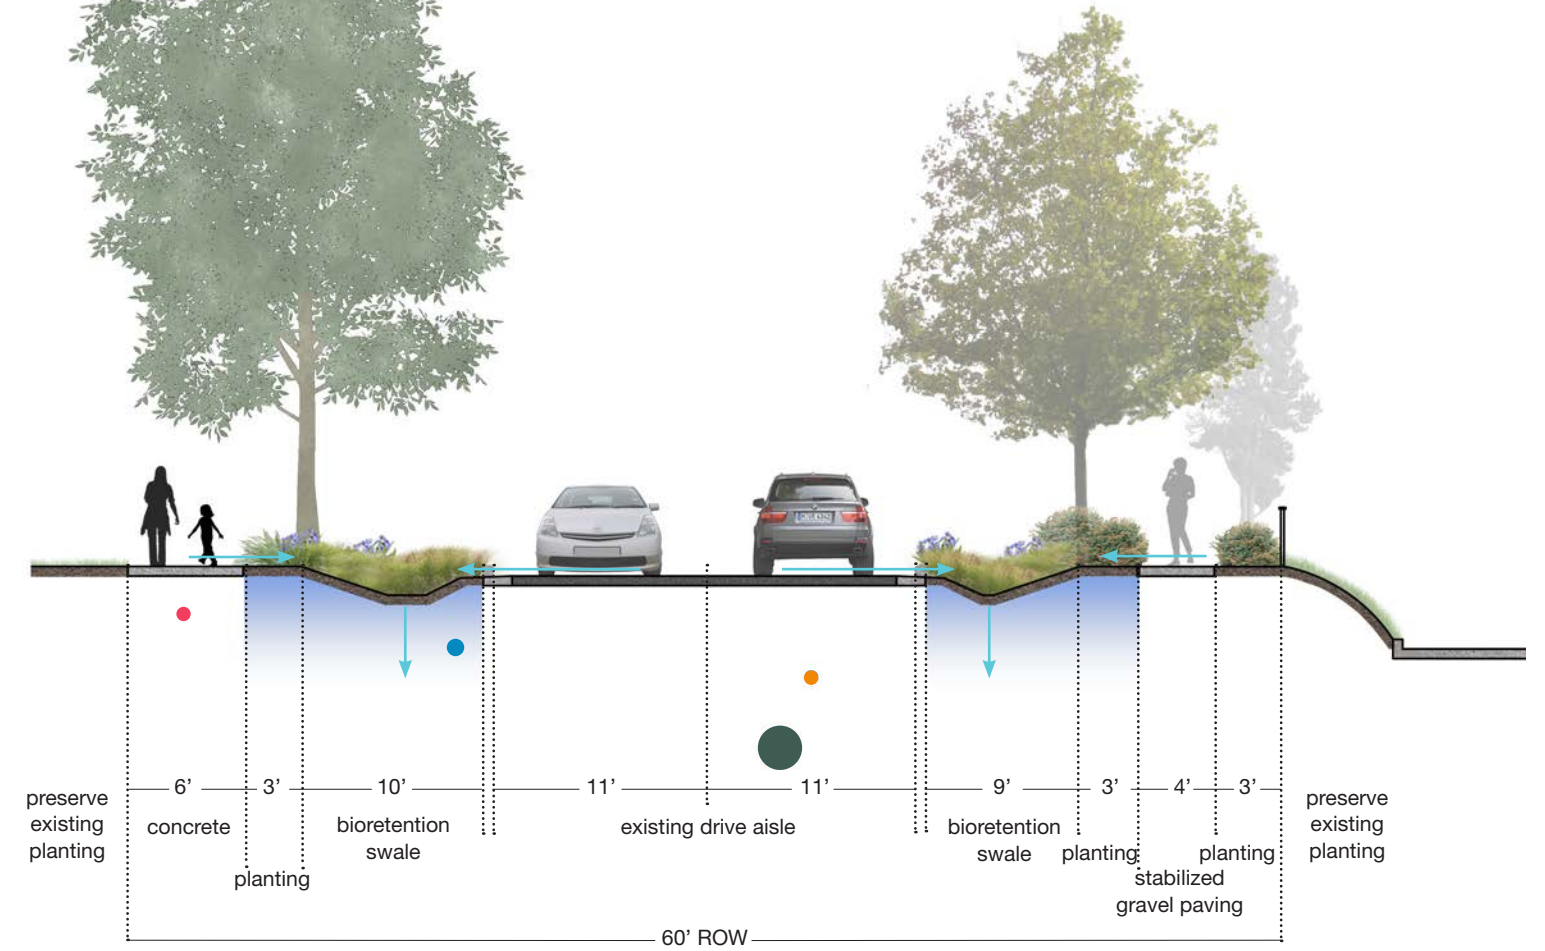 6’
3’
10’
11’
11’
9’
3’
4’
3’
preserve
existing
planting
concrete
planting
bioretention
swale
existing drive aisle
bioretention
swale
planting
stabilized
gravel paving
planting
preserve
existing
planting
60’ ROW